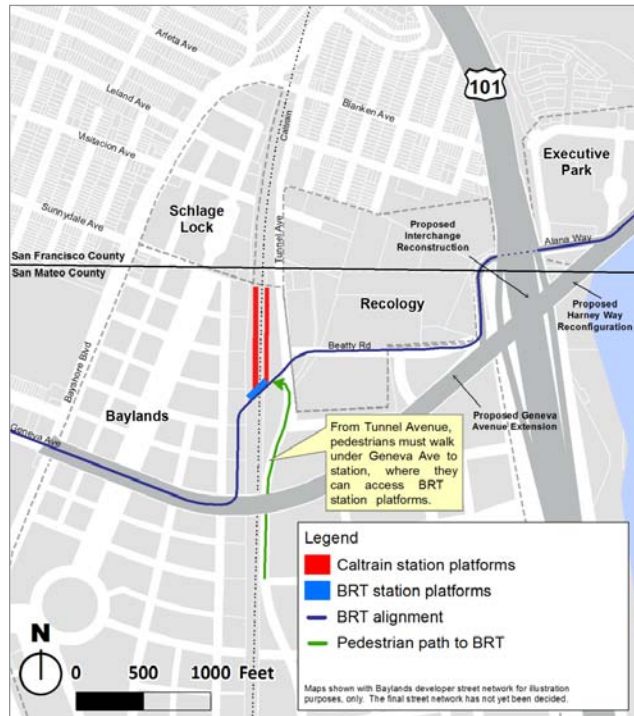 Arleta Ave
Leland Ave
Visitacion Ave
Blanken Ave
Caltrain
101
Executive
Park
Schlage
Lock
Sunnydale Ave
Tunnel Ave
Proposed
Interchange
Reconstruction
Alana Way
San Francisco County
San Mateo County
Recology
Proposed
Harney Way
Reconfiguration
Bayshore Blvd
Beatty Rd
Baylands
Proposed Geneva
Avenue Extension
Geneva Ave
From Tunnel Avenue,
pedestrians must walk
under Geneva Ave to
station, where they
can access BRT
station platforms.
Legend
Caltrain station platforms
BRT station platforms
BRT alignment
Pedestrian path to BRT
N
0 500 1000 Feet
Maps shown with Baylands developer street network for illustration
purposes, only. The final street network has not yet been decided.